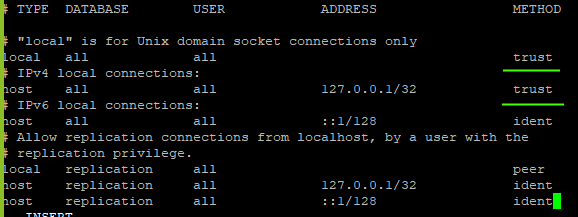 # TYPE DATABASE USER ADDRESS METHOD
# "local" is for Unix domain socket connections only
local all all trust
# IPv4 local connections:
host all all 127.0.0.1/32 trust
# IPv6 local connections:
host all all ::1/128 ident
# Allow replication connections from localhost, by a user with the
# replication privilege.
local replication all peer
host replication all 127.0.0.1/32 ident
host replication all ::1/128 ident
-- INSERT